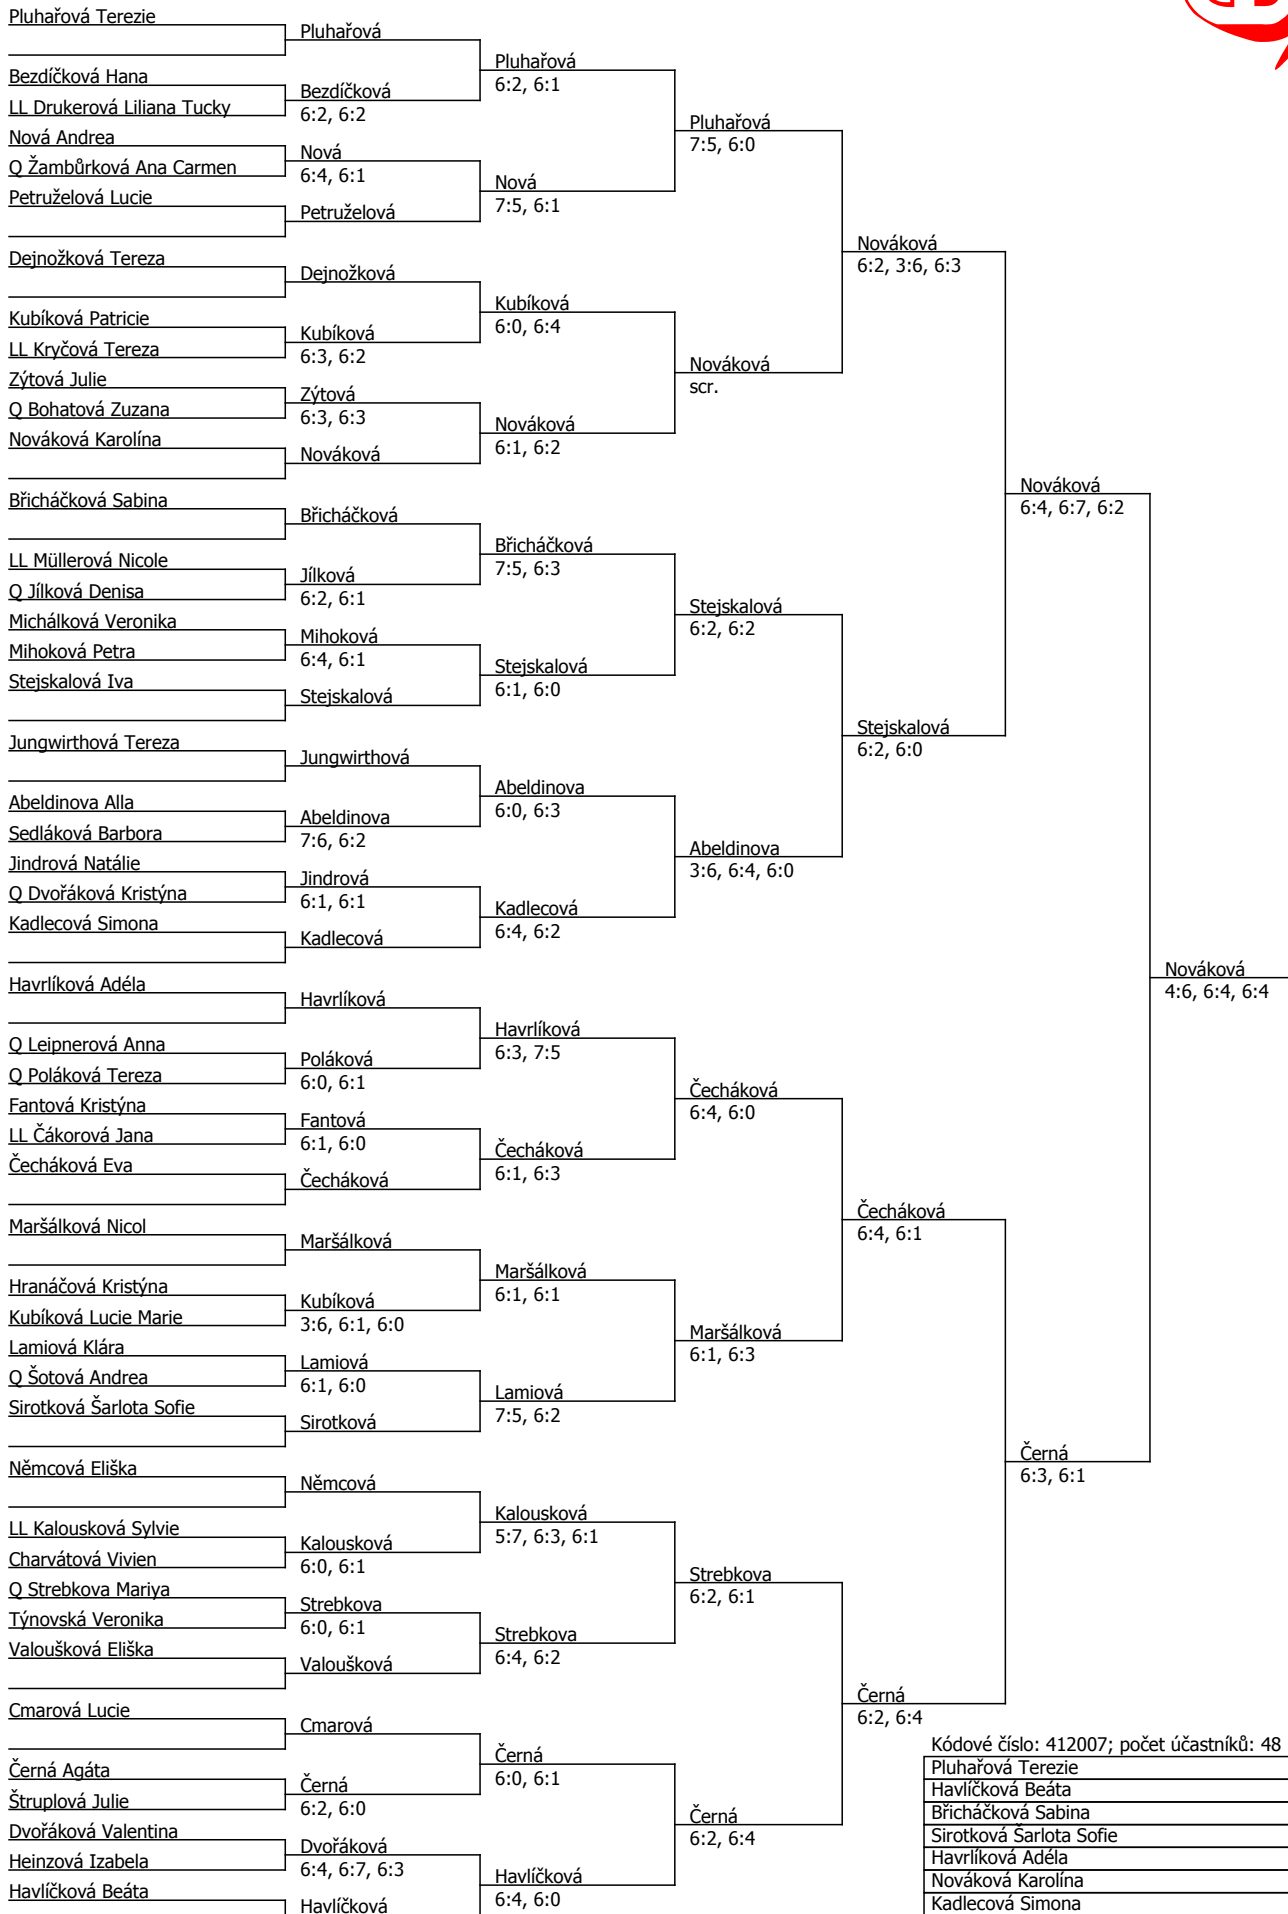 Pluhařová Terezie
Bezdíčková Hana
LL Drukerová Liliana Tucky
Nová Andrea
Q Žambůrková Ana Carmen
Petruželová Lucie
Dejnožková Tereza
Kubíková Patricie
LL Kryčová Tereza
Zýtová Julie
Q Bohatová Zuzana
Nováková Karolína
Břicháčková Sabina
LL Müllerová Nicole
Q Jílková Denisa
Michálková Veronika
Mihoková Petra
Stejskalová Iva
Jungwirthová Tereza
Abeldinova Alla
Sedláková Barbora
Jindrová Natálie
Q Dvořáková Kristýna
Kadlecová Simona
Havrlíková Adéla
Q Leipnerová Anna
Q Poláková Tereza
Fantová Kristýna
LL Čákorová Jana
Čecháková Eva
Maršálková Nicol
Hranáčová Kristýna
Kubíková Lucie Marie
Lamiová Klára
Q Šotová Andrea
Sirotková Šarlota Sofie
Němcová Eliška
LL Kalousková Sylvie
Charvátová Vivien
Q Strebkova Mariya
Týnovská Veronika
Valoušková Eliška
Cmarová Lucie
Černá Agáta
Štruplová Julie
Dvořáková Valentina
Heinzová Izabela
Havlíčková Beáta
Pluhařová
Bezdíčková
6:2, 6:2
Nová
6:4, 6:1
Petruželová
Dejnožková
Kubíková
6:3, 6:2
Zýtová
6:3, 6:3
Nováková
Břicháčková
Jílková
6:2, 6:1
Mihoková
6:4, 6:1
Stejskalová
Jungwirthová
Abeldinova
7:6, 6:2
Jindrová
6:1, 6:1
Kadlecová
Havrlíková
Poláková
6:0, 6:1
Fantová
6:1, 6:0
Čecháková
Maršálková
Kubíková
3:6, 6:1, 6:0
Lamiová
6:1, 6:0
Sirotková
Němcová
Kalousková
6:0, 6:1
Strebkova
6:0, 6:1
Valoušková
Cmarová
Černá
6:2, 6:0
Dvořáková
6:4, 6:7, 6:3
Havlíčková
Pluhařová
6:2, 6:1
Nová
7:5, 6:1
Kubíková
6:0, 6:4
Nováková
6:1, 6:2
Břicháčková
7:5, 6:3
Stejskalová
6:1, 6:0
Abeldinova
6:0, 6:3
Kadlecová
6:4, 6:2
Havrlíková
6:3, 7:5
Čecháková
6:1, 6:3
Maršálková
6:1, 6:1
Lamiová
7:5, 6:2
Kalousková
5:7, 6:3, 6:1
Strebkova
6:4, 6:2
Černá
6:0, 6:1
Havlíčková
6:4, 6:0
Pluhařová
7:5, 6:0
Nováková
scr.
Stejskalová
6:2, 6:2
Abeldinova
3:6, 6:4, 6:0
Čecháková
6:4, 6:0
Maršálková
6:1, 6:3
Strebkova
6:2, 6:1
Černá
6:2, 6:4
Nováková
6:2, 3:6, 6:3
Stejskalová
6:2, 6:0
Čecháková
6:4, 6:1
Černá
6:2, 6:4
Nováková
6:4, 6:7, 6:2
Černá
6:3, 6:1
Nováková
4:6, 6:4, 6:4
Kódové číslo: 412007; počet účastníků: 48
Pluhařová Terezie
Havlíčková Beáta
Břicháčková Sabina
Sirotková Šarlota Sofie
Havrlíková Adéla
Nováková Karolína
Kadlecová Simona